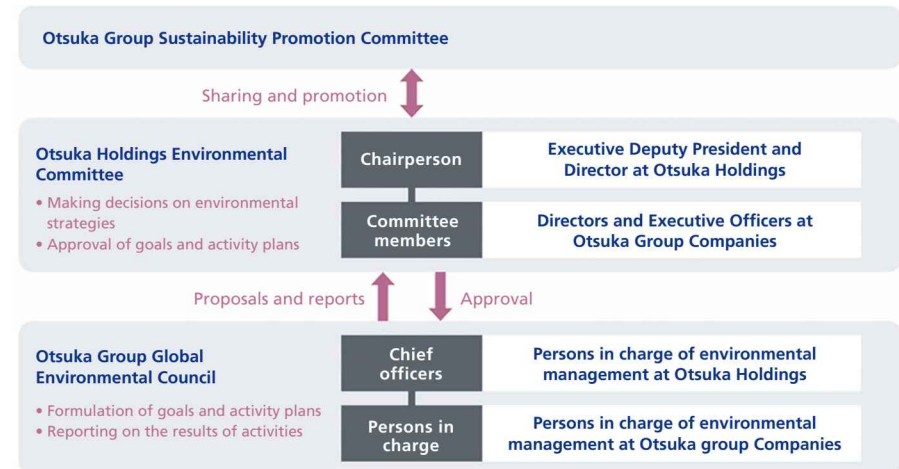 Otsuka Group Sustainability Promotion Committee
Sharing and promotion
Otsuka Holdings Environmental
Committee
• Making decisions on environmental
strategies
• Approval of goals and activity plans
Chairperson
Executive Deputy President and
Director at Otsuka Holdings
Committee
members
Directors and Executive Officers at
Otsuka Group Companies
Proposals and reports
Approval
Otsuka Group Global
Environmental Council
• Formulation of goals and activity plans
• Reporting on the results of activities
Chief
officers
Persons in charge of environmental
management at Otsuka Holdings
Persons in
charge
Persons in charge of environmental
management at Otsuka group Companies